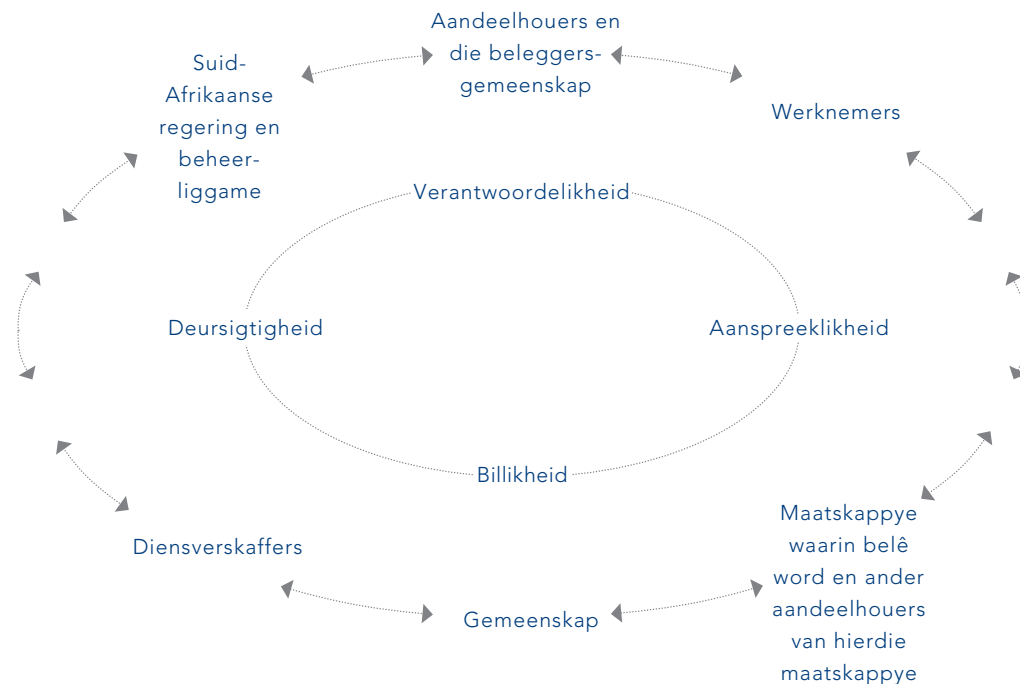 Aandeelhouers en
die beleggers-
gemeenskap
Suid-
Afrikaanse
regering en
beheer-
liggame
Werknemers
Verantwoordelikheid
Deursigtigheid
Aanspreeklikheid
Billikheid
Diensverskaffers
Gemeenskap
Maatskappye
waarin belê
word en ander
aandeelhouers
van hierdie
maatskappye